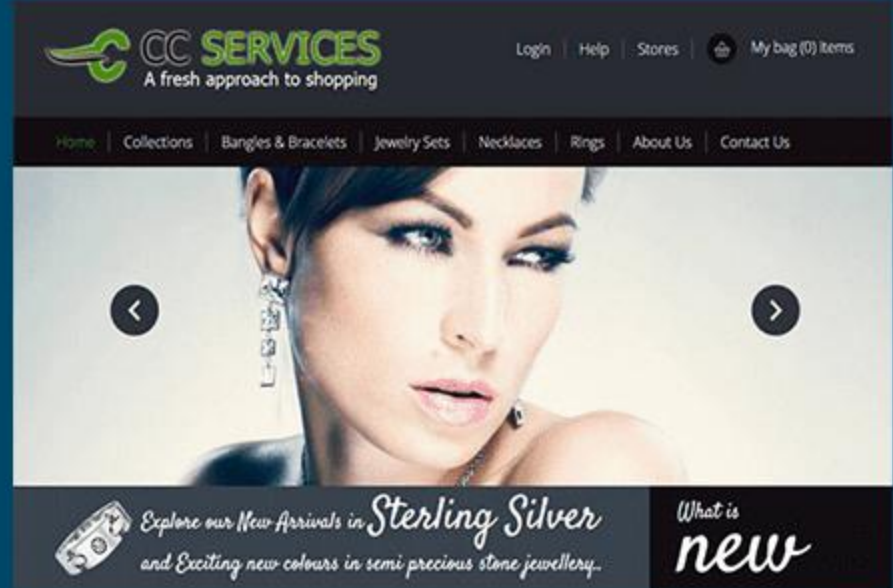 CC SERVICES
A fresh approach to shopping
Login Help Stores My bag (0) Items
Home Collections Bangles & Bracelets Jewelry Sets Necklaces Rings About Us Contact Us
Explore our New Arrivals in Sterling Silver
and Exciting new colours in semi precious stone jewellery..
What is
new